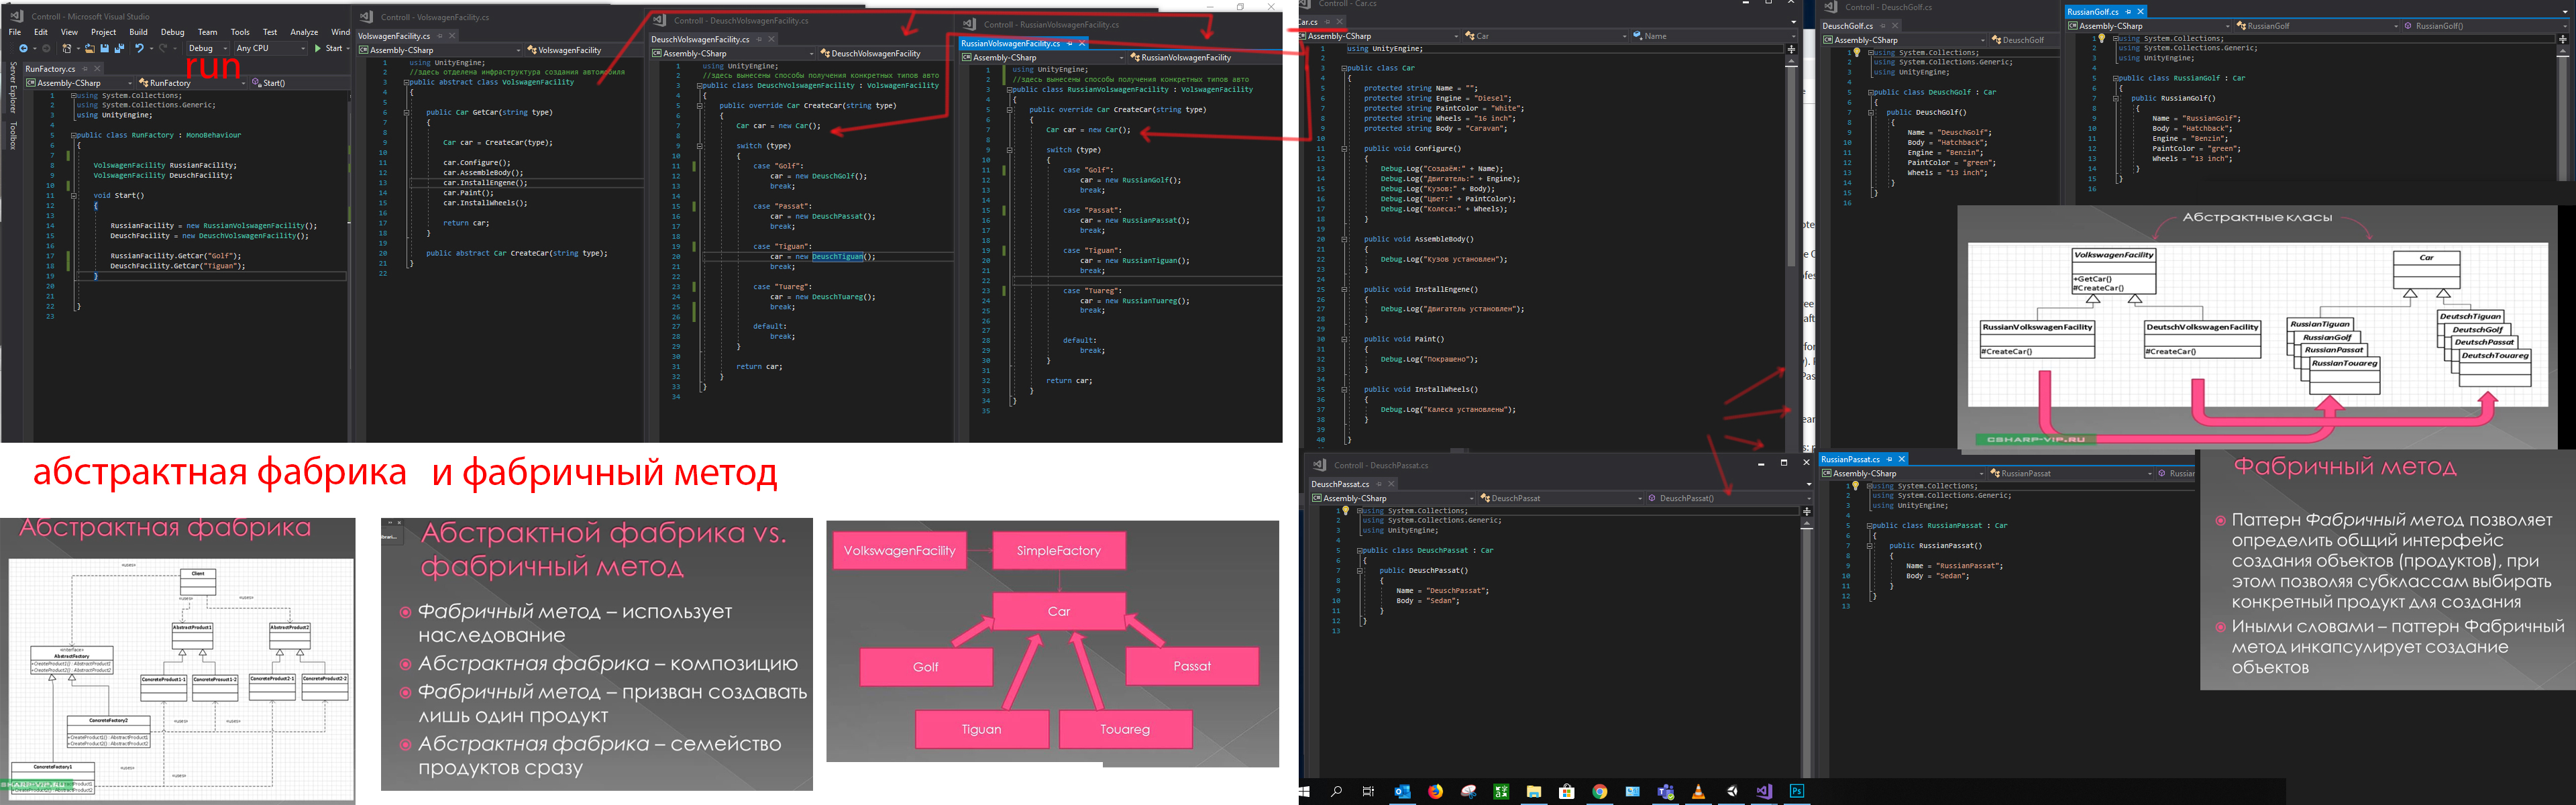 Controll - Microsoft Visual Studio
File Edit View Project Build Debug Team Tools Test Analyze Wind
Debug Any CPU Start
run
Server Explorer
Toolbox
RunFactory.cs
Assembly-CSharp RunFactory Start()
using System.Collections;
using System.Collections.Generic;
using UnityEngine;
public class RunFactory : MonoBehaviour
{
VolswagenFacility RussianFacility;
VolswagenFacility DeuschFacility;
void Start()
{
RussianFacility = new RussianVolswagenFacility();
DeuschFacility = new DeuschVolswagenFacility();
RussianFacility.GetCar("Golf");
DeuschFacility.GetCar("Tiguan");
}
}
Controll - VolswagenFacility.cs
VolswagenFacility.cs
Assembly-CSharp VolswagenFacility
using UnityEngine;
//здесь отделена инфраструктура создания автомобиля
public abstract class VolswagenFacility
{
public Car GetCar(string type)
{
Car car = CreateCar(type);
car.Configure();
car.AssembleBody();
car.InstallEngene();
car.Paint();
car.InstallWheels();
return car;
}
public abstract Car CreateCar(string type);
}
Controll - DeuschVolswagenFacility.cs
DeuschVolswagenFacility.cs
Assembly-CSharp DeuschVolswagenFacility
using UnityEngine;
//здесь вынесены способы получения конкретных типов авто
public class DeuschVolswagenFacility : VolswagenFacility
{
public override Car CreateCar(string type)
{
Car car = new Car();
switch (type)
{
case "Golf":
car = new DeuschGolf();
break;
case "Passat":
car = new DeuschPassat();
break;
case "Tiguan":
car = new DeuschTiguan();
break;
case "Tuareg":
car = new DeuschTuareg();
break;
default:
break;
}
return car;
}
}
Controll - RussianVolswagenFacility.cs
RussianVolswagenFacility.cs
Assembly-CSharp RussianVolswagenFacility
using UnityEngine;
//здесь вынесены способы получения конкретных типов авто
public class RussianVolswagenFacility : VolswagenFacility
{
public override Car CreateCar(string type)
{
Car car = new Car();
switch (type)
{
case "Golf":
car = new RussianGolf();
break;
case "Passat":
car = new RussianPassat();
break;
case "Tiguan":
car = new RussianTiguan();
break;
case "Tuareg":
car = new RussianTuareg();
break;
default:
break;
}
return car;
}
}
Controll - Car.cs
Car.cs
Assembly-CSharp Car Name
using UnityEngine;
public class Car
{
protected string Name = "";
protected string Engine = "Diesel";
protected string PaintColor = "White";
protected string Wheels = "16 inch";
protected string Body = "Caravan";
public void Configure()
{
Debug.Log("Создаём:" + Name);
Debug.Log("Двигатель:" + Engine);
Debug.Log("Кузов:" + Body);
Debug.Log("Цвет:" + PaintColor);
Debug.Log("Колеса:" + Wheels);
}
public void AssembleBody()
{
Debug.Log("Кузов установлен");
}
public void InstallEngene()
{
Debug.Log("Двигатель установлен");
}
public void Paint()
{
Debug.Log("Покрашено");
}
public void InstallWheels()
{
Debug.Log("Калеса установлены");
}
}
Controll - DeuschGolf.cs
DeuschGolf.cs
Assembly-CSharp DeuschGolf
using System.Collections;
using System.Collections.Generic;
using UnityEngine;
public class DeuschGolf : Car
{
public DeuschGolf()
{
Name = "DeuschGolf";
Body = "Hatchback";
Engine = "Benzin";
PaintColor = "green";
Wheels = "13 inch";
}
}
RussianGolf.cs
Assembly-CSharp RussianGolf RussianGolf()
using System.Collections;
using System.Collections.Generic;
using UnityEngine;
public class RussianGolf : Car
{
public RussianGolf()
{
Name = "RussianGolf";
Body = "Hatchback";
Engine = "Benzin";
PaintColor = "green";
Wheels = "13 inch";
}
}
Абстрактные класы
VolkswagenFacility
+GetCar()
#CreateCar()
RussianVolkswagenFacility
#CreateCar()
DeutschVolkswagenFacility
#CreateCar()
Car
RussianTiguan
RussianGolf
RussianPassat
RussianTouareg
DeutschTiguan
DeutschGolf
DeutschPassat
DeutschTouareg
CSHARP-VIP.RU
абстрактная фабрика и фабричный метод
Абстрактная фабрика
Client
AbstractProduct1
AbstractProduct2
AbstractFactory
ConcreteProduct1-1
ConcreteProduct1-2
ConcreteProduct2-1
ConcreteProduct2-2
ConcreteFactory2
ConcreteFactory1
Абстрактной фабрика vs.
фабричный метод
Фабричный метод – использует
наследование
Абстрактная фабрика – композицию
Фабричный метод – призван создавать
лишь один продукт
Абстрактная фабрика – семейство
продуктов сразу
VolkswagenFacility
SimpleFactory
Car
Golf
Passat
Tiguan
Touareg
Controll - DeuschPassat.cs
DeuschPassat.cs
Assembly-CSharp DeuschPassat DeuschPassat()
using System.Collections;
using System.Collections.Generic;
using UnityEngine;
public class DeuschPassat : Car
{
public DeuschPassat()
{
Name = "DeuschPassat";
Body = "Sedan";
}
}
RussianPassat.cs
Assembly-CSharp RussianPassat Russian
using System.Collections;
using System.Collections.Generic;
using UnityEngine;
public class RussianPassat : Car
{
public RussianPassat()
{
Name = "RussianPassat";
Body = "Sedan";
}
}
Фабричный метод
Паттерн Фабричный метод позволяет
определить общий интерфейс
создания объектов (продуктов), при
этом позволяя субклассам выбирать
конкретный продукт для создания
Иными словами – паттерн Фабричный
метод инкапсулирует создание
объектов